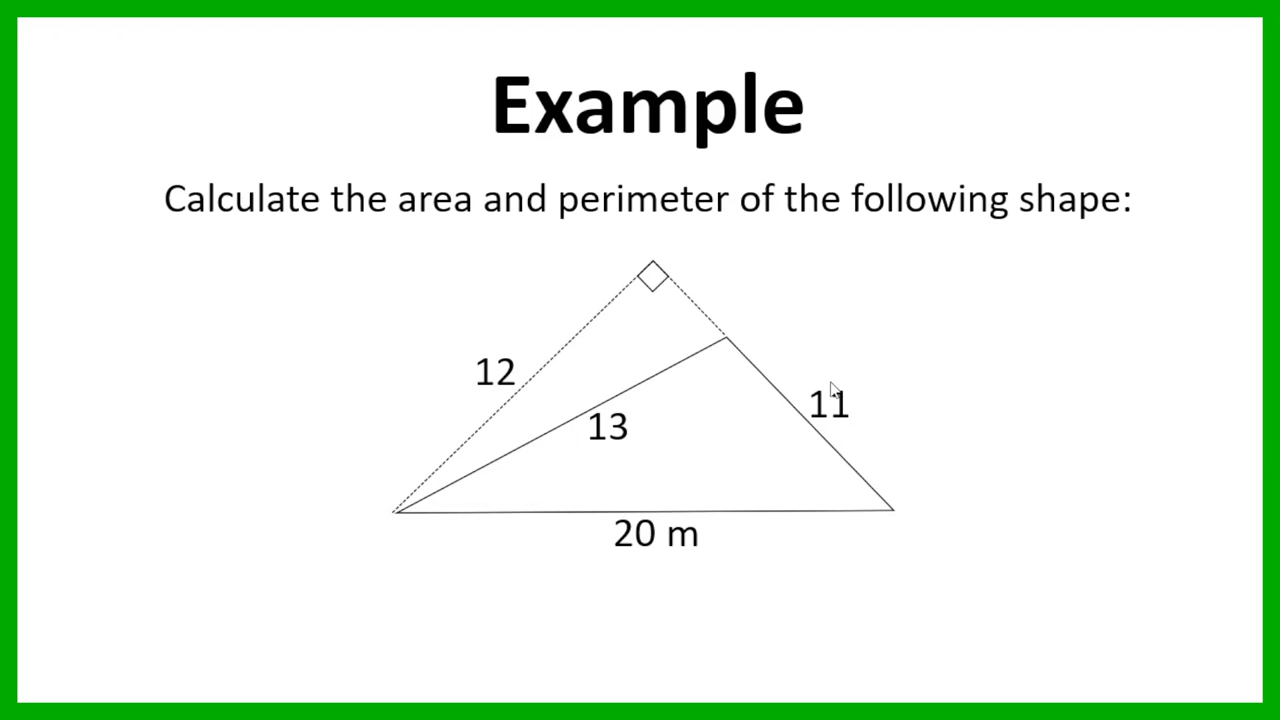 Example
Calculate the area and perimeter of the following shape:
12
11
13
20 m